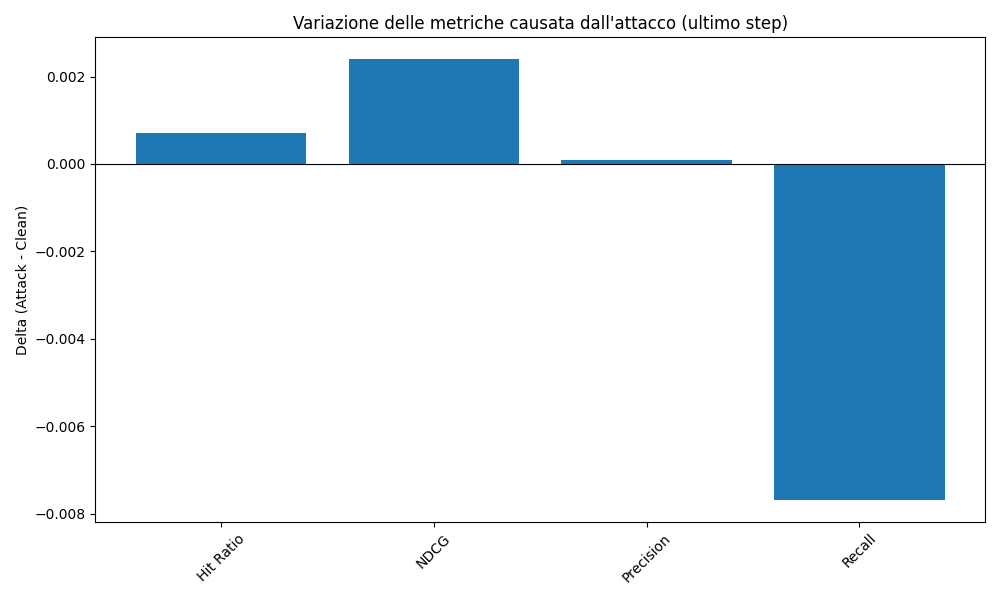 Variazione delle metriche causata dall'attacco (ultimo step)
Delta (Attack - Clean)
0.002
0.000
−0.002
−0.004
−0.006
−0.008
Hit Ratio
NDCG
Precision
Recall